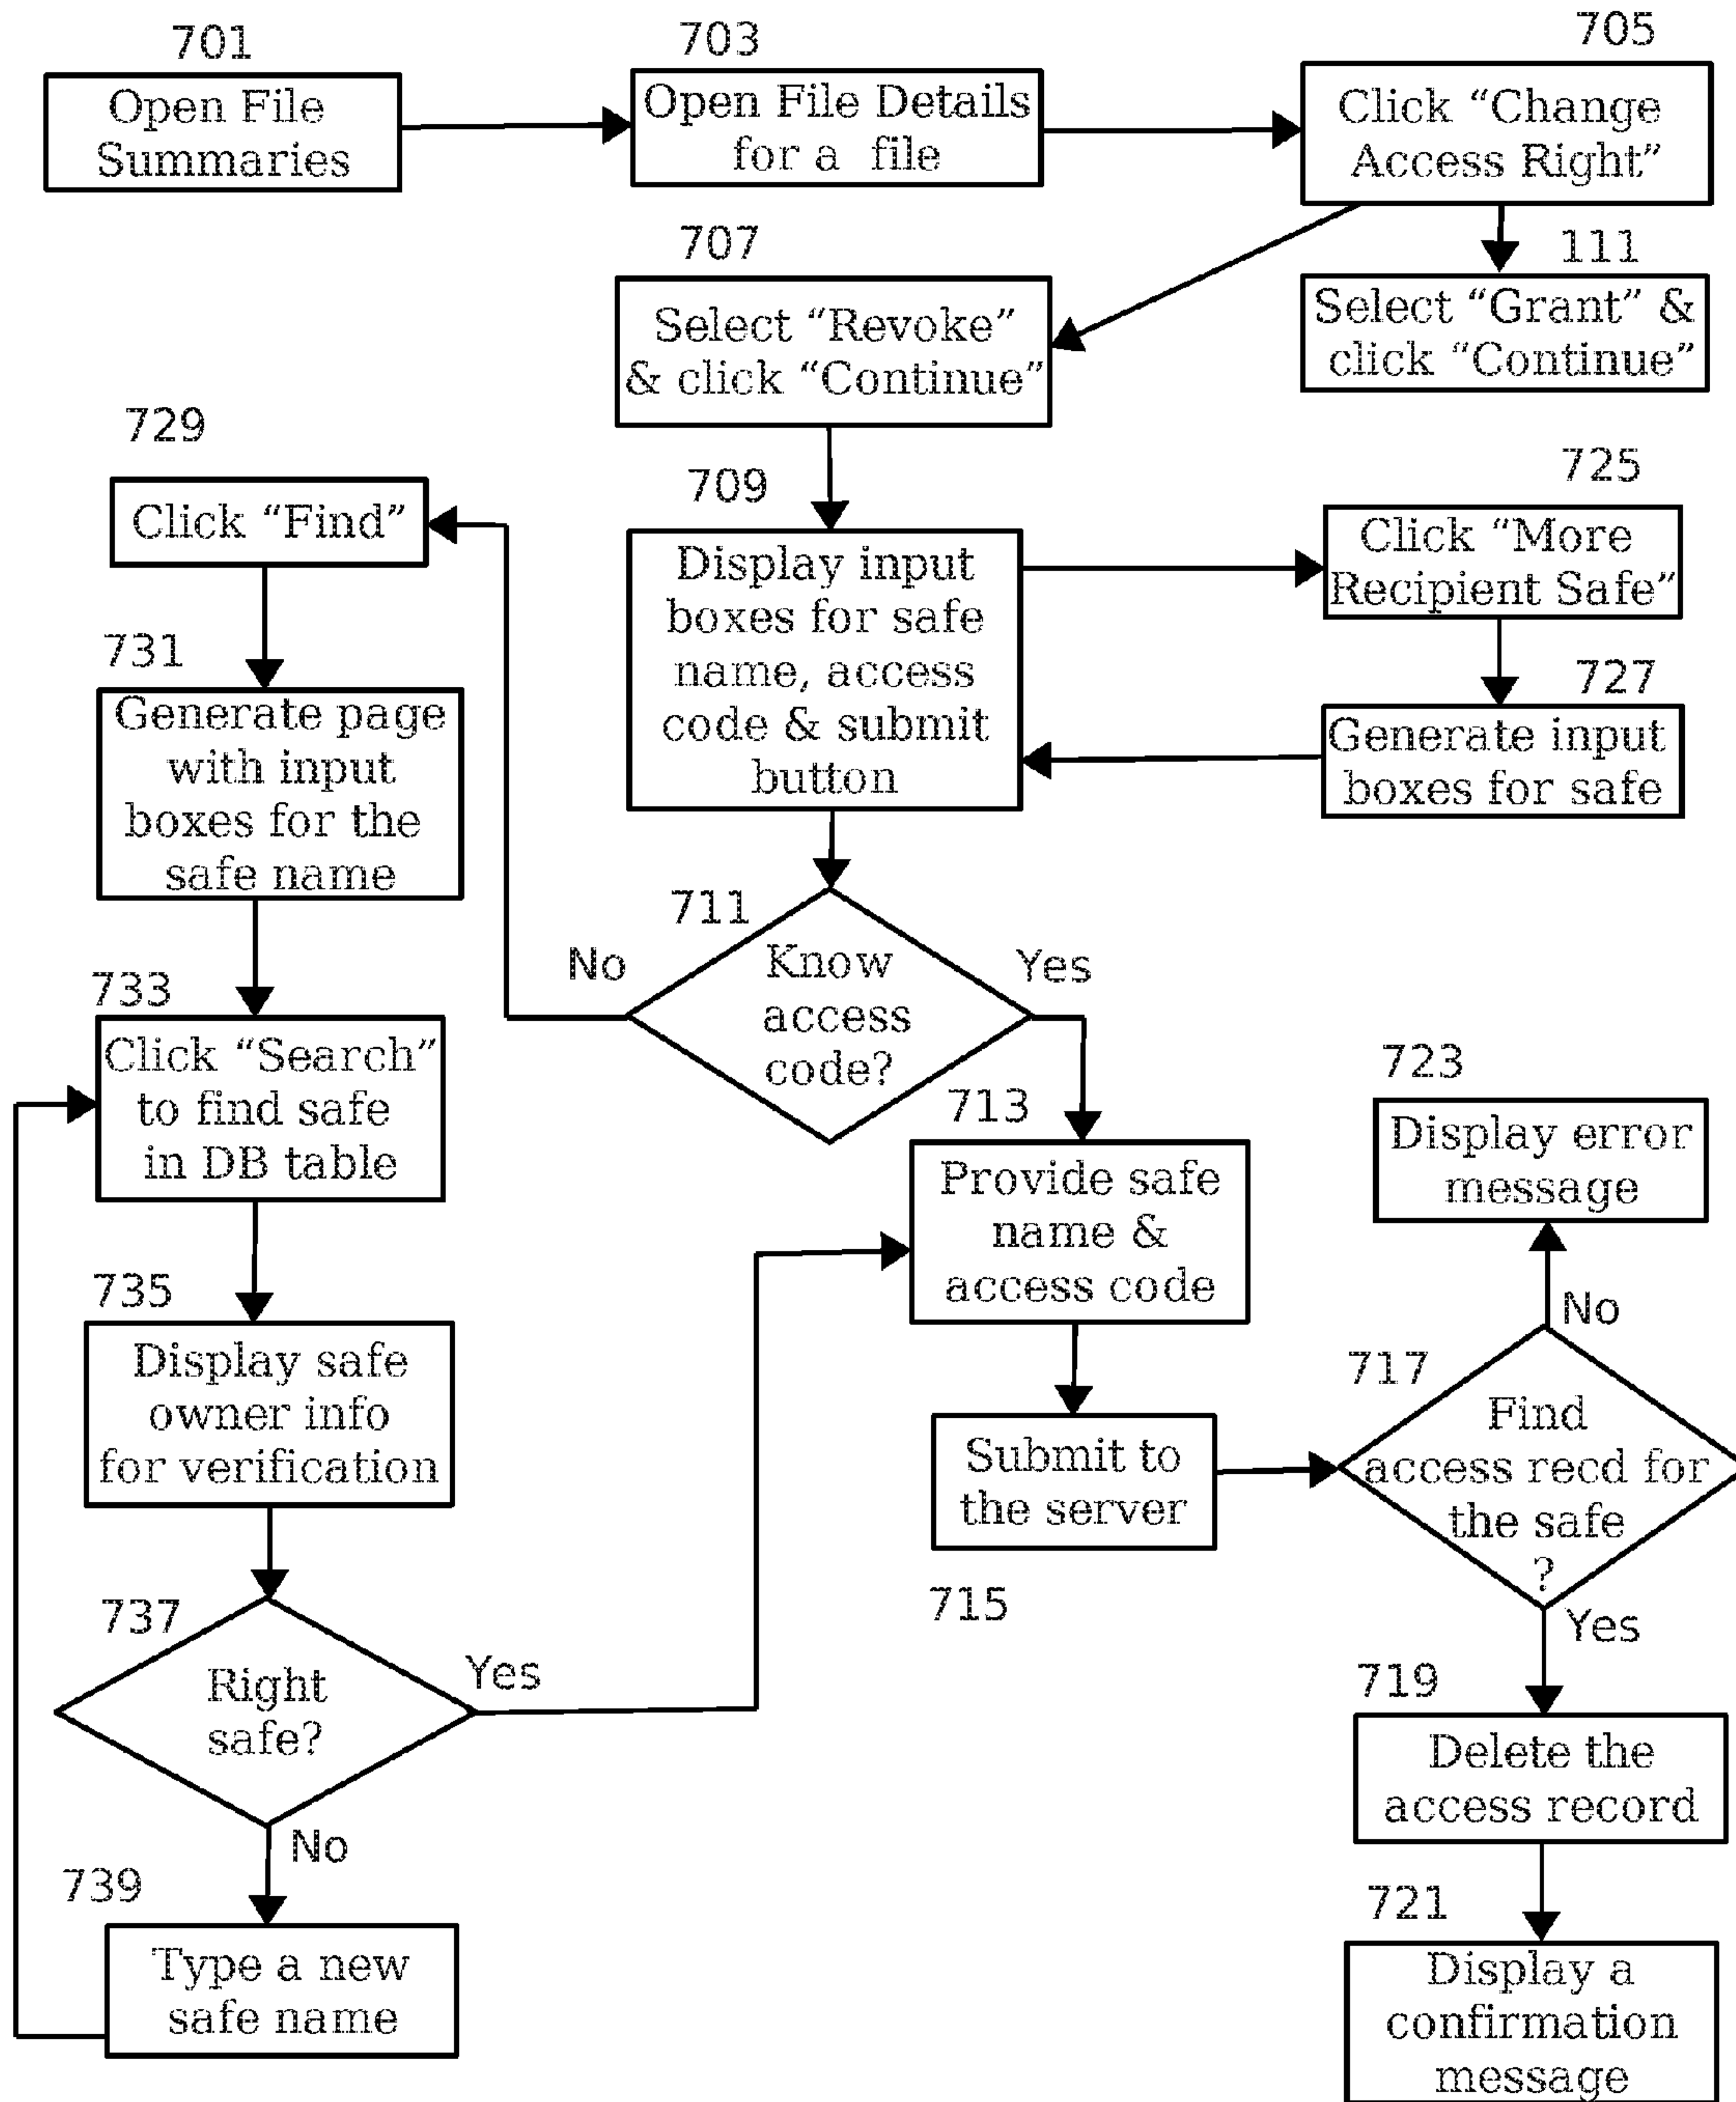 701
Open File
Summaries
703
Open File Details
for a file
705
Click “Change
Access Right”
707
Select “Revoke”
& click “Continue”
111
Select “Grant” &
click “Continue”
729
Click “Find”
709
Display input
boxes for safe
name, access
code & submit
button
725
Click “More
Recipient Safe”
727
Generate input
boxes for safe
731
Generate page
with input
boxes for the
safe name
711
Know
access
code?
No
Yes
733
Click “Search”
to find safe
in DB table
713
Provide safe
name &
access code
723
Display error
message
No
735
Display safe
owner info
for verification
715
Submit to
the server
717
Find
access recd for
the safe
?
Yes
737
Right
safe?
Yes
No
719
Delete the
access record
739
Type a new
safe name
721
Display a
confirmation
message